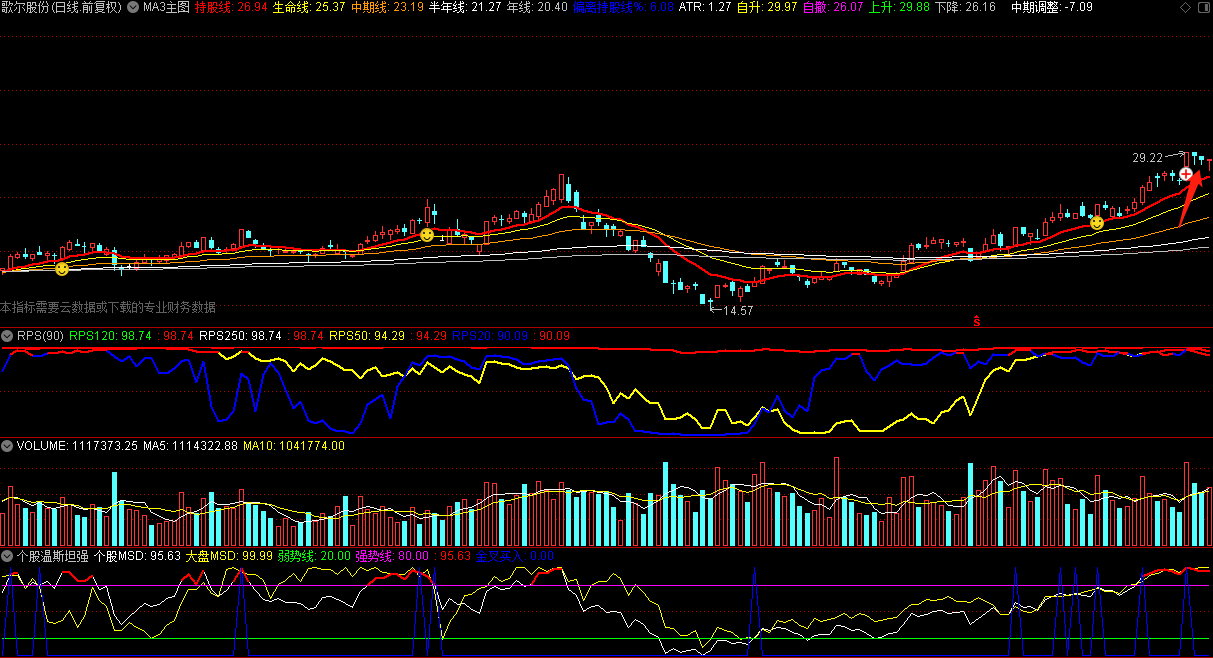 歌尔股份(日线.前复权) MA3主图 持股线: 26.94 生命线: 25.37 中期线: 23.19 半年线: 21.27 年线: 20.40 偏离持股线%: 6.08 ATR: 1.27 自升: 29.97 自撤: 26.07 上升: 29.88 下降: 26.16 中期调整: -7.09
29.22
14.57
本指标需要云数据或下载的专业财务数据
S
RPS(90) RPS120: 98.74 : 98.74 RPS250: 98.74 : 98.74 RPS50: 94.29 : 94.29 RPS20: 90.09 : 90.09
VOLUME: 1117373.25 MA5: 1114322.88 MA10: 1041774.00
个股温斯坦强 个股MSD: 95.63 大盘MSD: 99.99 弱势线: 20.00 强势线: 80.00 : 95.63 0.00